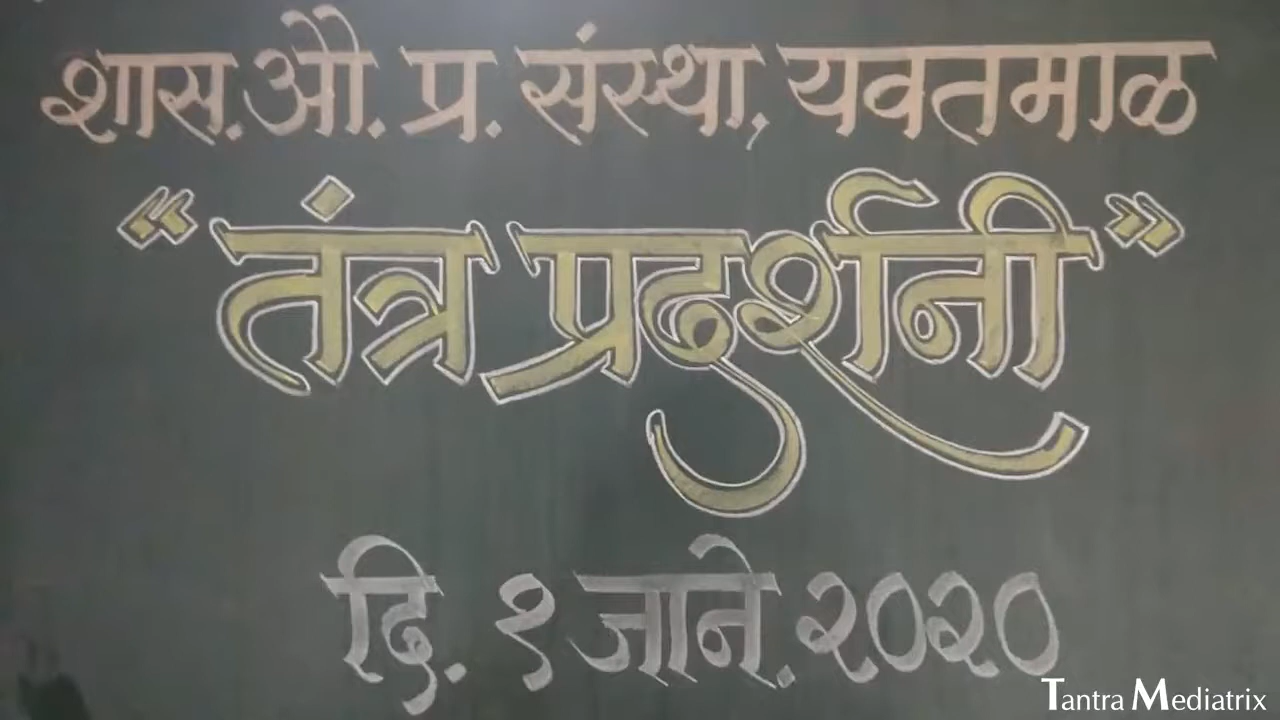 शास. औ. प्र. संस्था, यवतमाळ
"तंत्र प्रदर्शनी"
दि. १ जाने. २०२०
Tantra Mediatrix